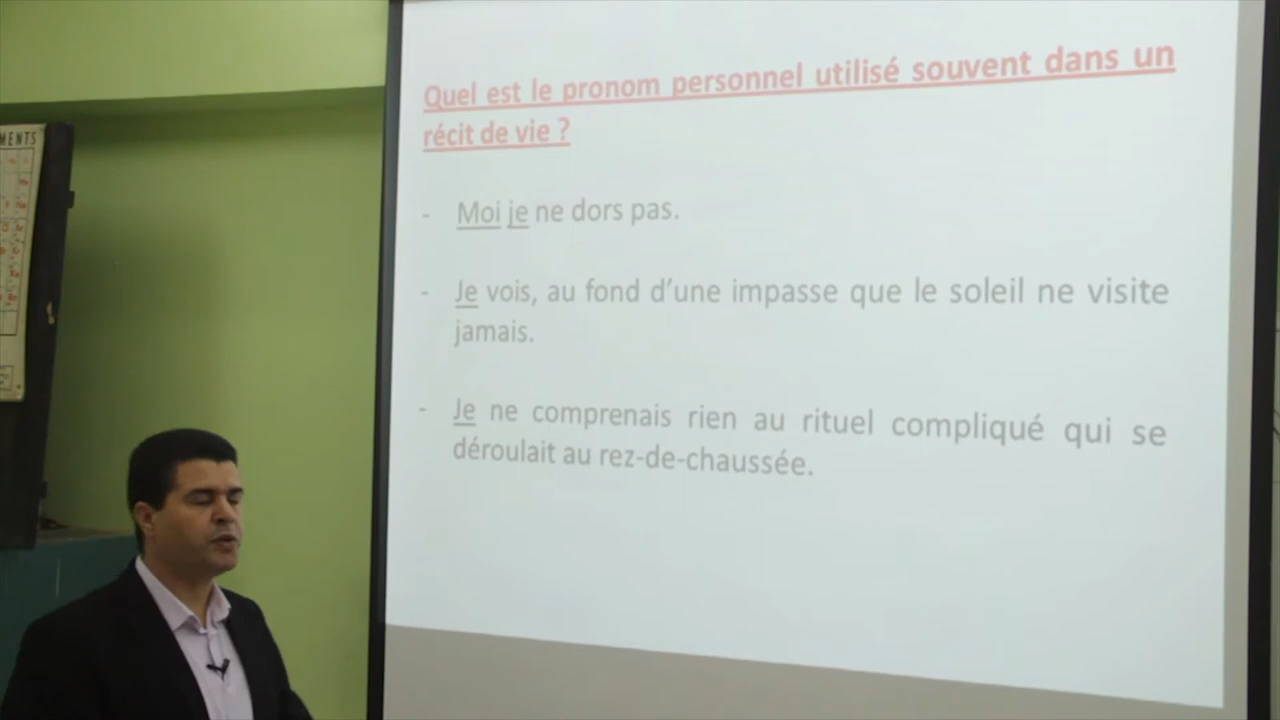 MENTS
Quel est le pronom personnel utilisé souvent dans un
récit de vie ?
- Moi je ne dors pas.
- Je vois, au fond d’une impasse que le soleil ne visite
jamais.
- Je ne comprenais rien au rituel compliqué qui se
déroulait au rez-de-chaussée.